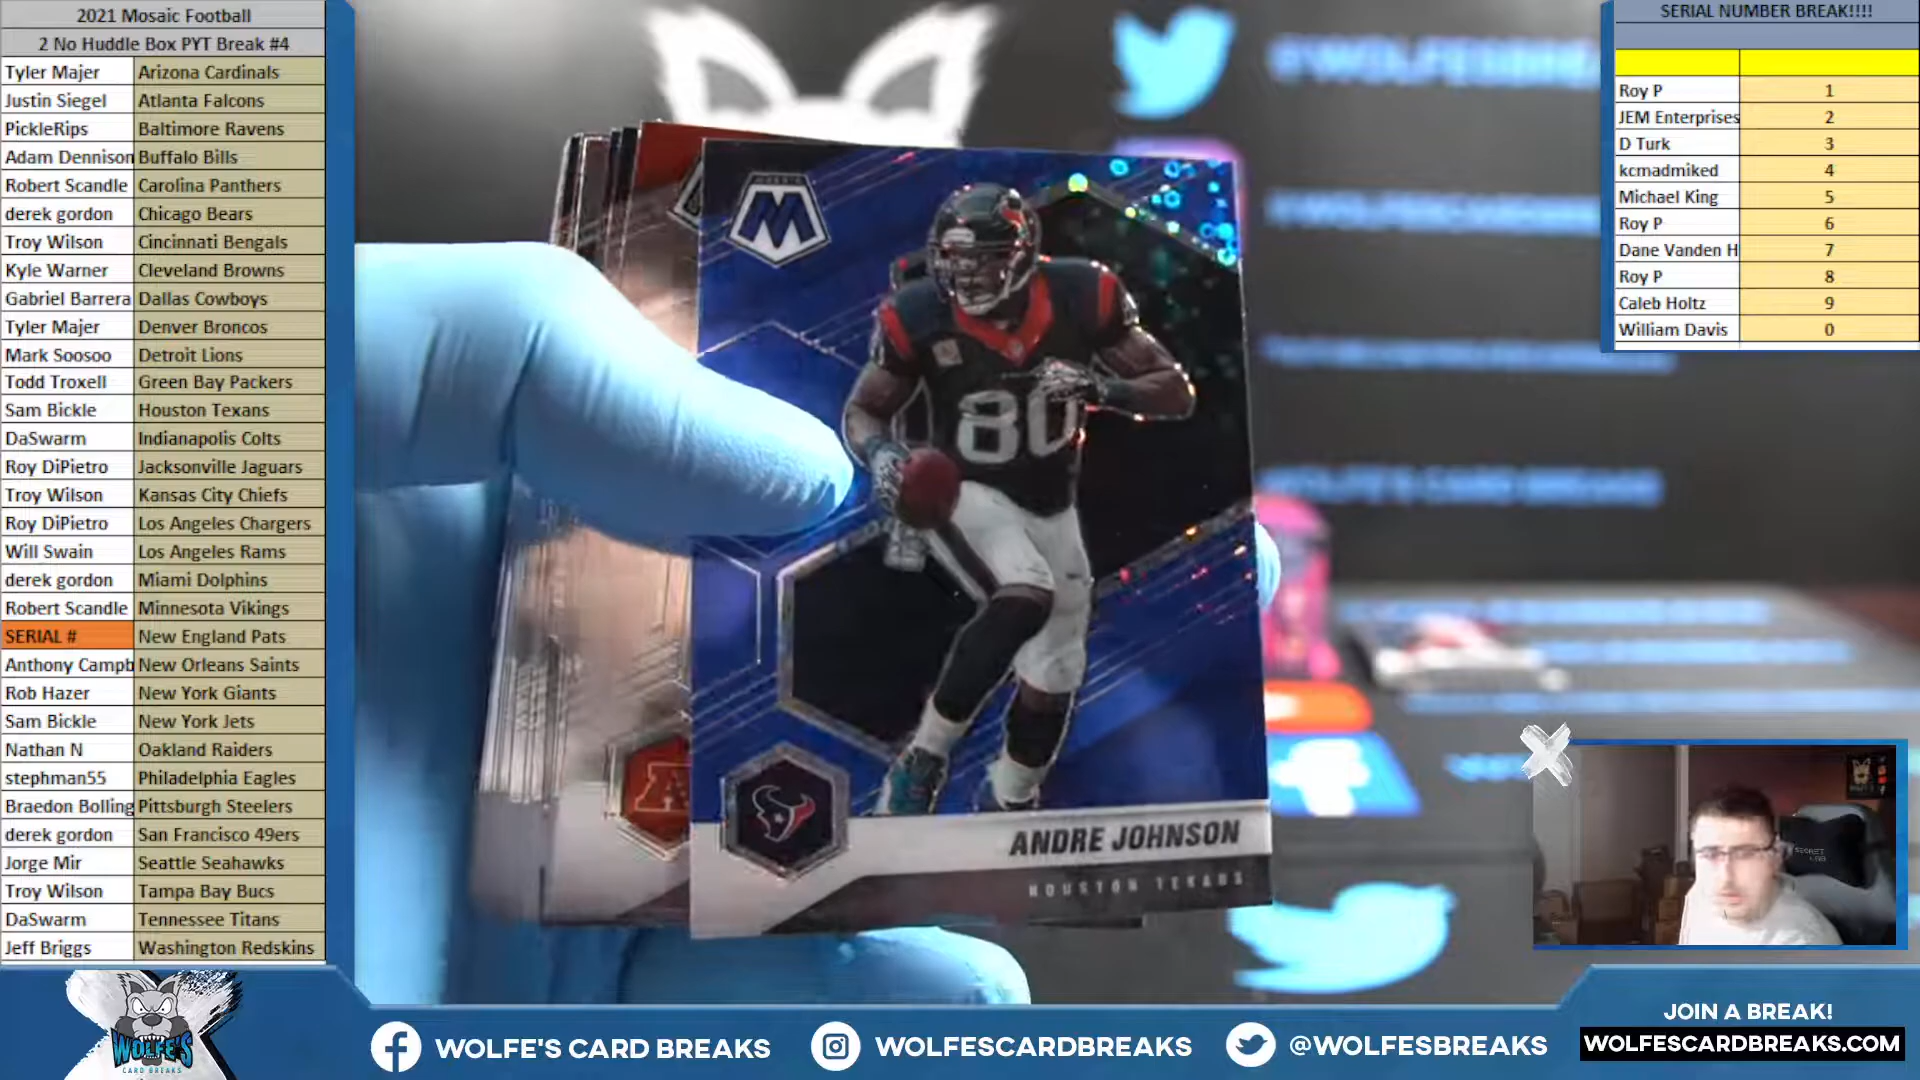 2021 Mosaic Football
2 No Huddle Box PYT Break #4
Tyler Majer Arizona Cardinals
Justin Siegel Atlanta Falcons
PickleRips Baltimore Ravens
Adam Dennison Buffalo Bills
Robert Scandle Carolina Panthers
derek gordon Chicago Bears
Troy Wilson Cincinnati Bengals
Kyle Warner Cleveland Browns
Gabriel Barrera Dallas Cowboys
Tyler Majer Denver Broncos
Mark Soosoo Detroit Lions
Todd Troxell Green Bay Packers
Sam Bickle Houston Texans
DaSwarm Indianapolis Colts
Roy DiPietro Jacksonville Jaguars
Troy Wilson Kansas City Chiefs
Roy DiPietro Los Angeles Chargers
Will Swain Los Angeles Rams
derek gordon Miami Dolphins
Robert Scandle Minnesota Vikings
SERIAL # New England Pats
Anthony Campb New Orleans Saints
Rob Hazer New York Giants
Sam Bickle New York Jets
Nathan N Oakland Raiders
stephman55 Philadelphia Eagles
Braedon Bolling Pittsburgh Steelers
derek gordon San Francisco 49ers
Jorge Mir Seattle Seahawks
Troy Wilson Tampa Bay Bucs
DaSwarm Tennessee Titans
Jeff Briggs Washington Redskins
SERIAL NUMBER BREAK!!!!
Roy P 1
JEM Enterprises 2
D Turk 3
kcmadmiked 4
Michael King 5
Roy P 6
Dane Vanden H 7
Roy P 8
Caleb Holtz 9
William Davis 0
M
80
ANDRE JOHNSON
HOUSTON TEXANS
WOLFE'S CARD BREAKS
SECRET LAB
WOLFE'S
CARD BREAKS
WOLFE'S CARD BREAKS
WOLFESCARDBREAKS
@WOLFESBREAKS
JOIN A BREAK!
WOLFESCARDBREAKS.COM